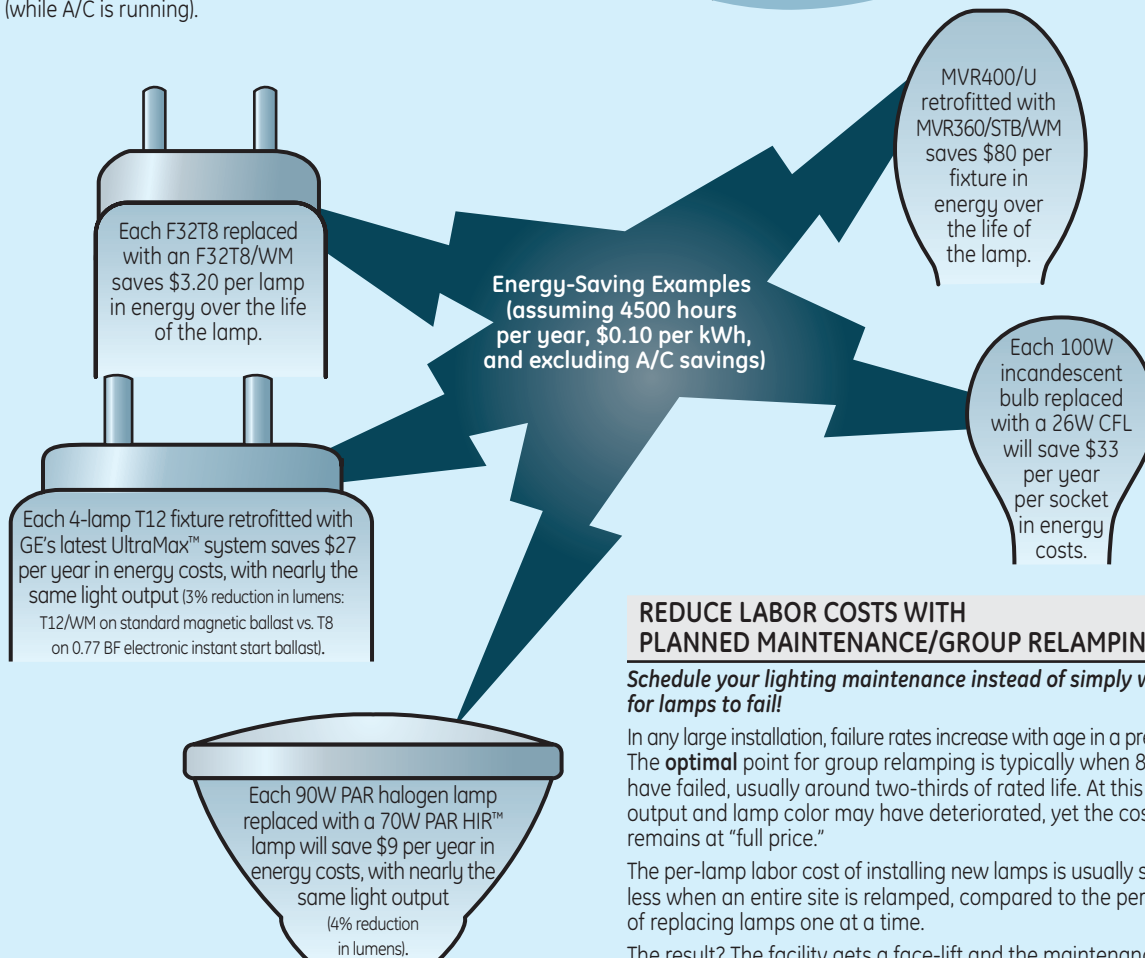 (while A/C is running).
Each F32T8 replaced
with an F32T8/WM
saves $3.20 per lamp
in energy over the life
of the lamp.
Each 4-lamp T12 fixture retrofitted with
GE's latest UltraMax™ system saves $27
per year in energy costs, with nearly the
same light output (3% reduction in lumens:
T12/WM on standard magnetic ballast vs. T8
on 0.77 BF electronic instant start ballast).
Each 90W PAR halogen lamp
replaced with a 70W PAR HIR™
lamp will save $9 per year in
energy costs, with nearly the
same light output
(4% reduction
in lumens).
Energy-Saving Examples
(assuming 4500 hours
per year, $0.10 per kWh,
and excluding A/C savings)
MVR400/U
retrofitted with
MVR360/STB/WM
saves $80 per
fixture in
energy over
the life of
the lamp.
Each 100W
incandescent
bulb replaced
with a 26W CFL
will save $33
per year
per socket
in energy
costs.
REDUCE LABOR COSTS WITH
PLANNED MAINTENANCE/GROUP RELAMPIN
Schedule your lighting maintenance instead of simply
for lamps to fail!
In any large installation, failure rates increase with age in a
The optimal point for group relamping is typically when
have failed, usually around two-thirds of rated life. At this
output and lamp color may have deteriorated, yet the
remains at "full price."
The per-lamp labor cost of installing new lamps is usually
less when an entire site is relamped, compared to the
of replacing lamps one at a time.
The result? The facility gets a face-lift and the